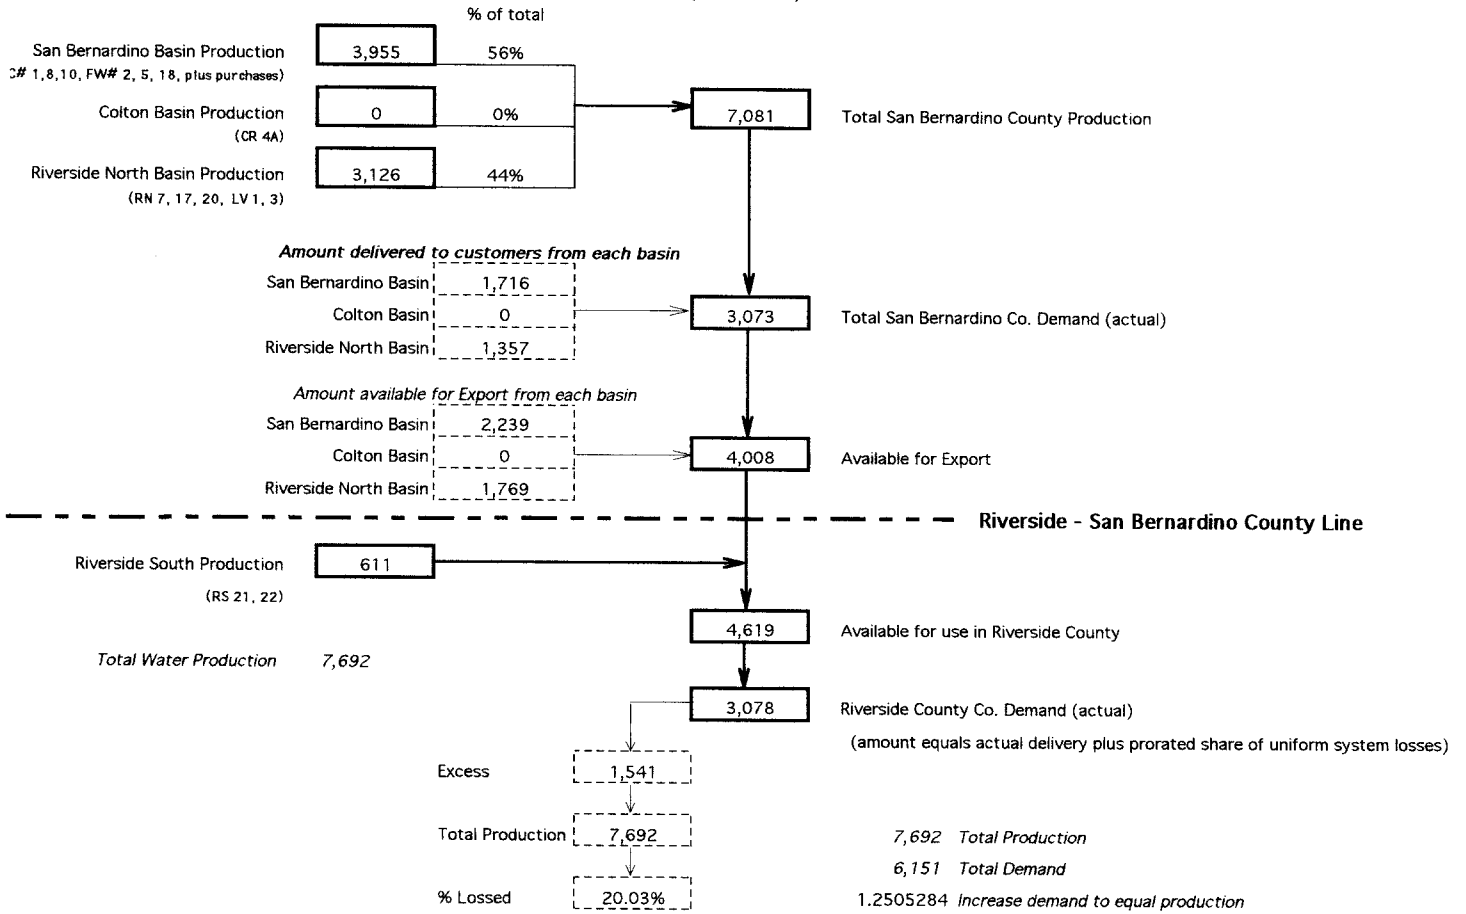 % of total
San Bernardino Basin Production 3,955 56%
C# 1,8,10, FW# 2, 5, 18, plus purchases)
Colton Basin Production 0 0%
(CR 4A)
7,081 Total San Bernardino County Production
Riverside North Basin Production 3,126 44%
(RN 7, 17, 20, LV 1, 3)
Amount delivered to customers from each basin
San Bernardino Basin 1,716
Colton Basin 0
3,073 Total San Bernardino Co. Demand (actual)
Riverside North Basin 1,357
Amount available for Export from each basin
San Bernardino Basin 2,239
Colton Basin 0
4,008 Available for Export
Riverside North Basin 1,769
Riverside - San Bernardino County Line
Riverside South Production 611
(RS 21, 22)
4,619 Available for use in Riverside County
Total Water Production 7,692
3,078 Riverside County Co. Demand (actual)
(amount equals actual delivery plus prorated share of uniform system losses)
Excess 1,541
Total Production 7,692
7,692 Total Production
6,151 Total Demand
% Lossed 20.03%
1.2505284 Increase demand to equal production